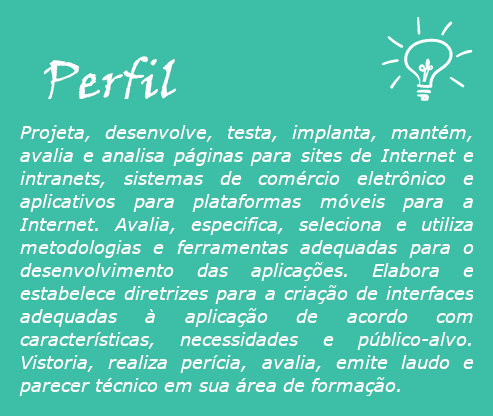 Perfil
Projeta, desenvolve, testa, implanta, mantém,
avalia e analisa páginas para sites de Internet e
intranets, sistemas de comércio eletrônico e
aplicativos para plataformas móveis para a
Internet. Avalia, especifica, seleciona e utiliza
metodologias e ferramentas adequadas para o
desenvolvimento das aplicações. Elabora e
estabelece diretrizes para a criação de interfaces
adequadas à aplicação de acordo com
características, necessidades e público-alvo.
Vistoria, realiza perícia, avalia, emite laudo e
parecer técnico em sua área de formação.